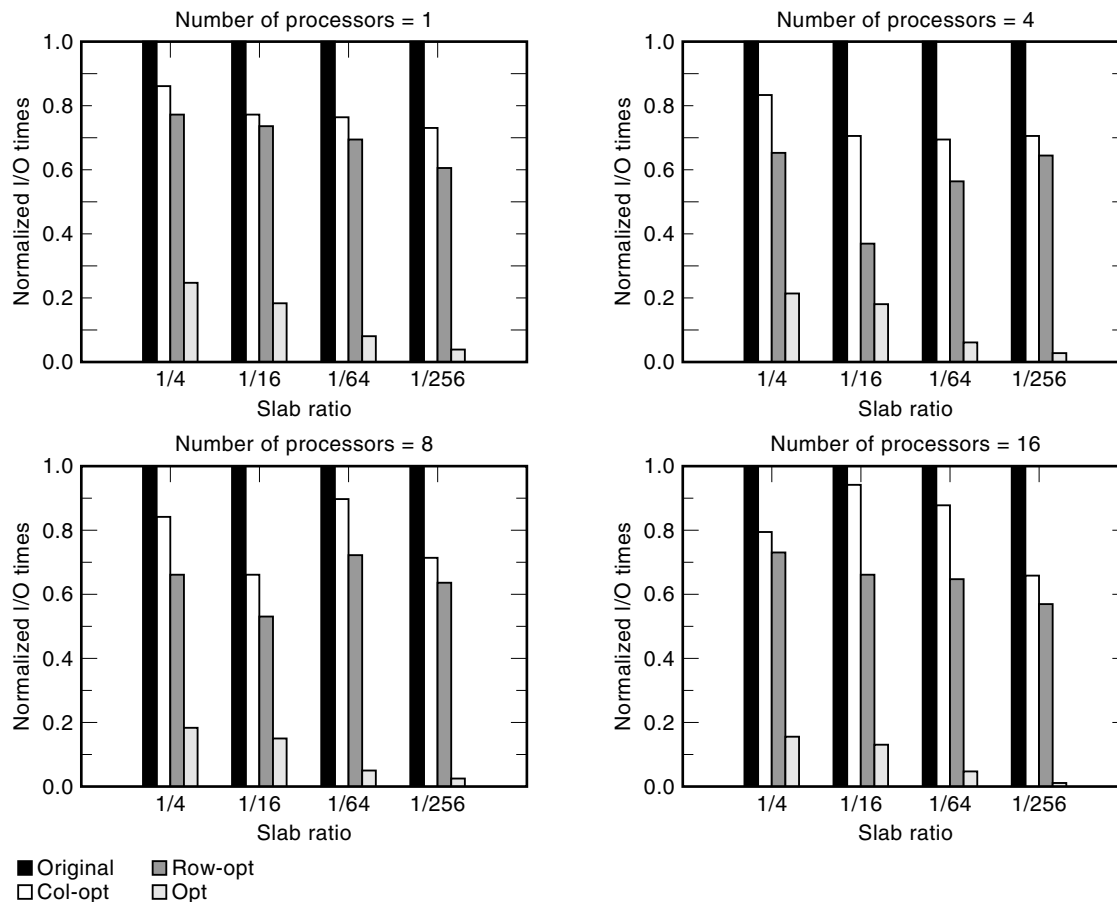 Number of processors = 1
Normalized I/O times
1.0
0.8
0.6
0.4
0.2
0.0
1/4 1/16 1/64 1/256
Slab ratio
Number of processors = 4
Normalized I/O times
1.0
0.8
0.6
0.4
0.2
0.0
1/4 1/16 1/64 1/256
Slab ratio
Number of processors = 8
Normalized I/O times
1.0
0.8
0.6
0.4
0.2
0.0
1/4 1/16 1/64 1/256
Slab ratio
Number of processors = 16
Normalized I/O times
1.0
0.8
0.6
0.4
0.2
0.0
1/4 1/16 1/64 1/256
Slab ratio
Original Row-opt
Col-opt Opt